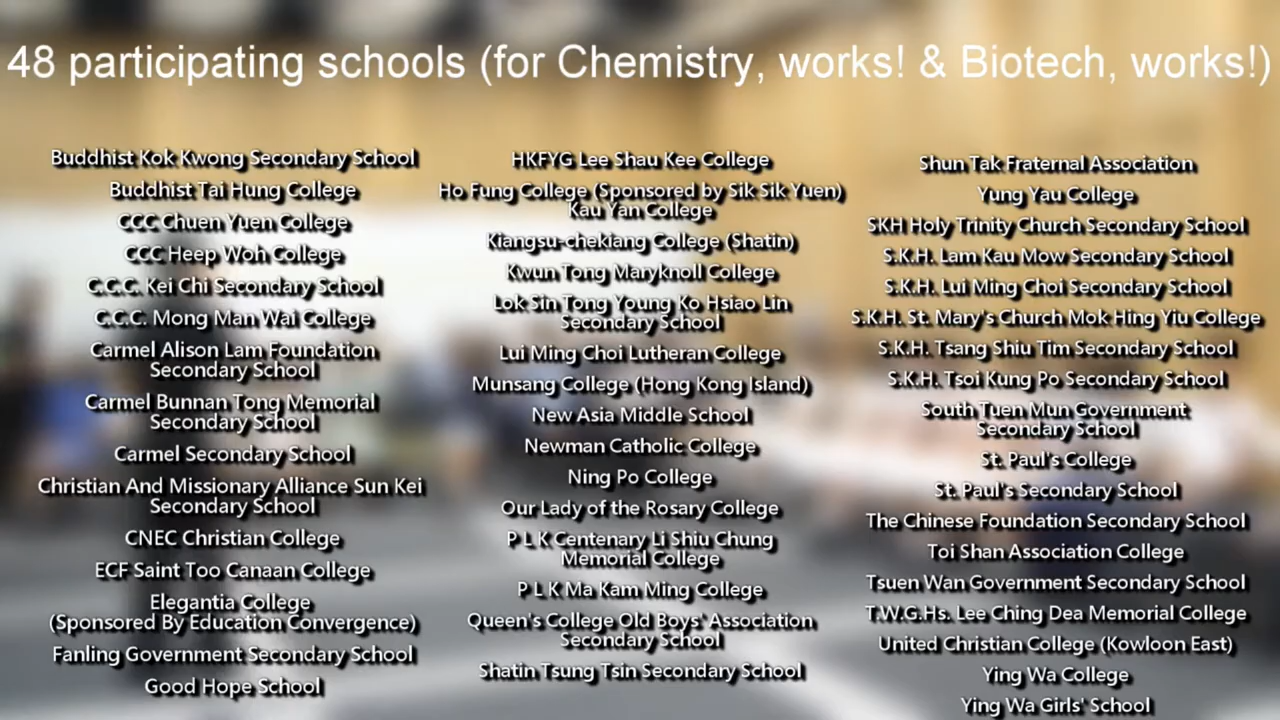 48 participating schools (for Chemistry, works! & Biotech, works!)
Buddhist Kok Kwong Secondary School
Buddhist Tai Hung College
CCC Chuen Yuen College
CCC Heep Woh College
C.C.C. Kei Chi Secondary School
C.C.C. Mong Man Wai College
Carmel Alison Lam Foundation
Secondary School
Carmel Bunnan Tong Memorial
Secondary School
Carmel Secondary School
Christian And Missionary Alliance Sun Kei
Secondary School
CNEC Christian College
ECF Saint Too Canaan College
Elegantia College
(Sponsored By Education Convergence)
Fanling Government Secondary School
Good Hope School
HKFYG Lee Shau Kee College
Ho Fung College (Sponsored by Sik Sik Yuen)
Kau Yan College
Kiangsu-chekiang College (Shatin)
Kwun Tong Maryknoll College
Lok Sin Tong Young Ko Hsiao Lin
Secondary School
Lui Ming Choi Lutheran College
Munsang College (Hong Kong Island)
New Asia Middle School
Newman Catholic College
Ning Po College
Our Lady of the Rosary College
P L K Centenary Li Shiu Chung
Memorial College
P L K Ma Kam Ming College
Queen's College Old Boys' Association
Secondary School
Shatin Tsung Tsin Secondary School
Shun Tak Fraternal Association
Yung Yau College
SKH Holy Trinity Church Secondary School
S.K.H. Lam Kau Mow Secondary School
S.K.H. Lui Ming Choi Secondary School
S.K.H. St. Mary's Church Mok Hing Yiu College
S.K.H. Tsang Shiu Tim Secondary School
S.K.H. Tsoi Kung Po Secondary School
South Tuen Mun Government
Secondary School
St. Paul's College
St. Paul's Secondary School
The Chinese Foundation Secondary School
Toi Shan Association College
Tsuen Wan Government Secondary School
T.W.G.Hs. Lee Ching Dea Memorial College
United Christian College (Kowloon East)
Ying Wa College
Ying Wa Girls' School